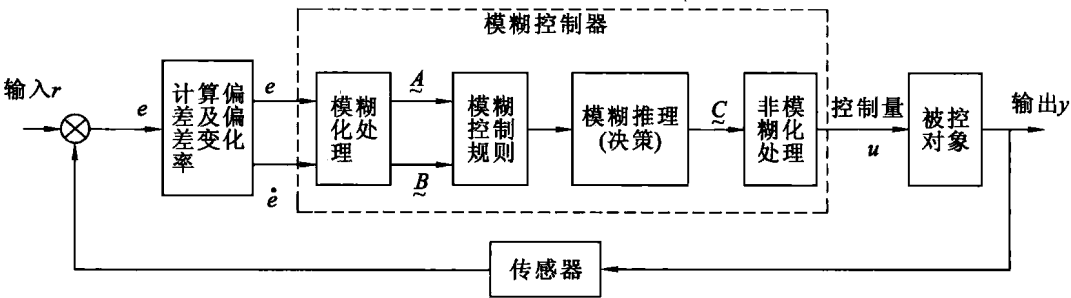 模糊控制器
输入r
e
计算偏
差及偏
差变化
率
e
ė
模糊
化处
理
A̰
B̰
模糊
控制
规则
模糊推理
(决策)
C̰
非模
糊化
处理
控制量
u
被控
对象
输出y
传感器